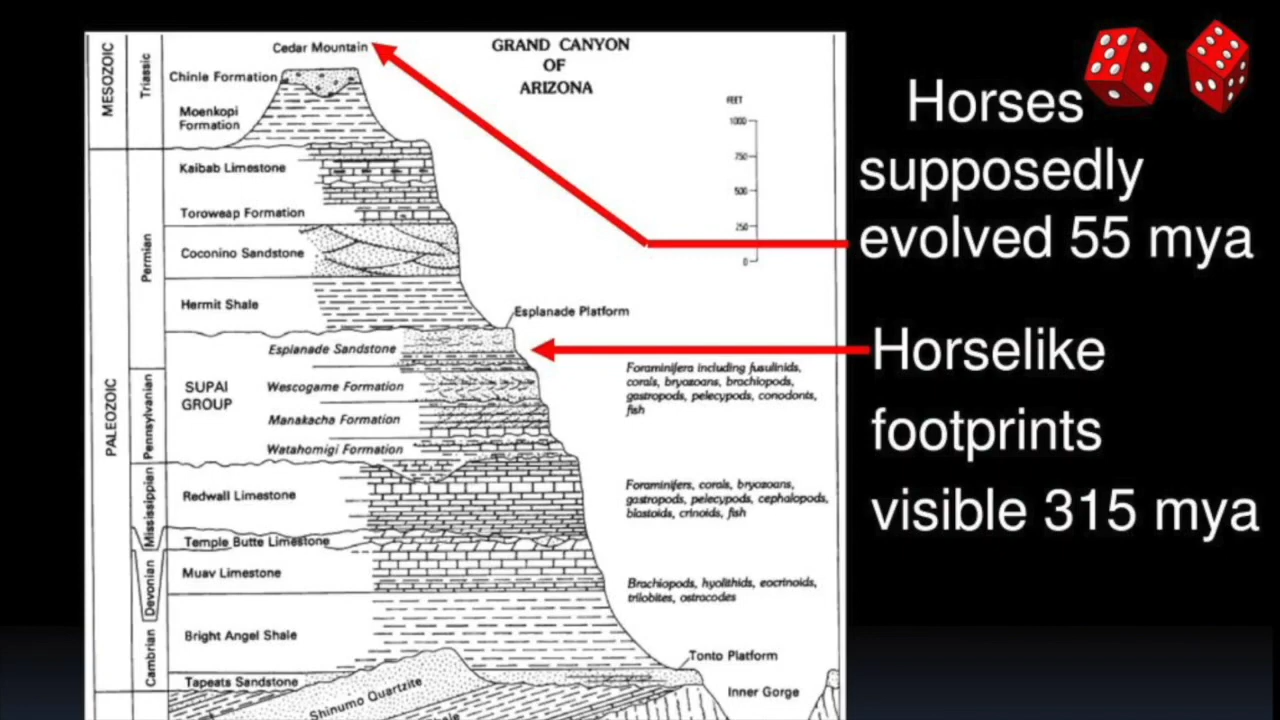 GRAND CANYON
OF
ARIZONA
Cedar Mountain
MESOZOIC
Triassic
Chinle Formation
Moenkopi
Formation
FEET
1000
750
500
250
0
PALEOZOIC
Permian
Kaibab Limestone
Toroweap Formation
Coconino Sandstone
Hermit Shale
Esplanade Platform
Esplanade Sandstone
SUPAI
GROUP
Pennsylvanian
Wescogame Formation
Manakacha Formation
Watahomigi Formation
Foraminifera including fusulinids,
corals, bryozoans, brachiopods,
gastropods, pelecypods, conodonts,
fish
Mississippian
Redwall Limestone
Foraminifers, corals, bryozoans,
gastropods, pelecypods, cephalopods,
blastoids, crinoids, fish
Temple Butte Limestone
Devonian
Muav Limestone
Brachiopods, hyolithids, eocrinoids,
trilobites, ostracodes
Cambrian
Bright Angel Shale
Tonto Platform
Tapeats Sandstone
Shinumo Quartzite
Inner Gorge
Horses
supposedly
evolved 55 mya
Horselike
footprints
visible 315 mya